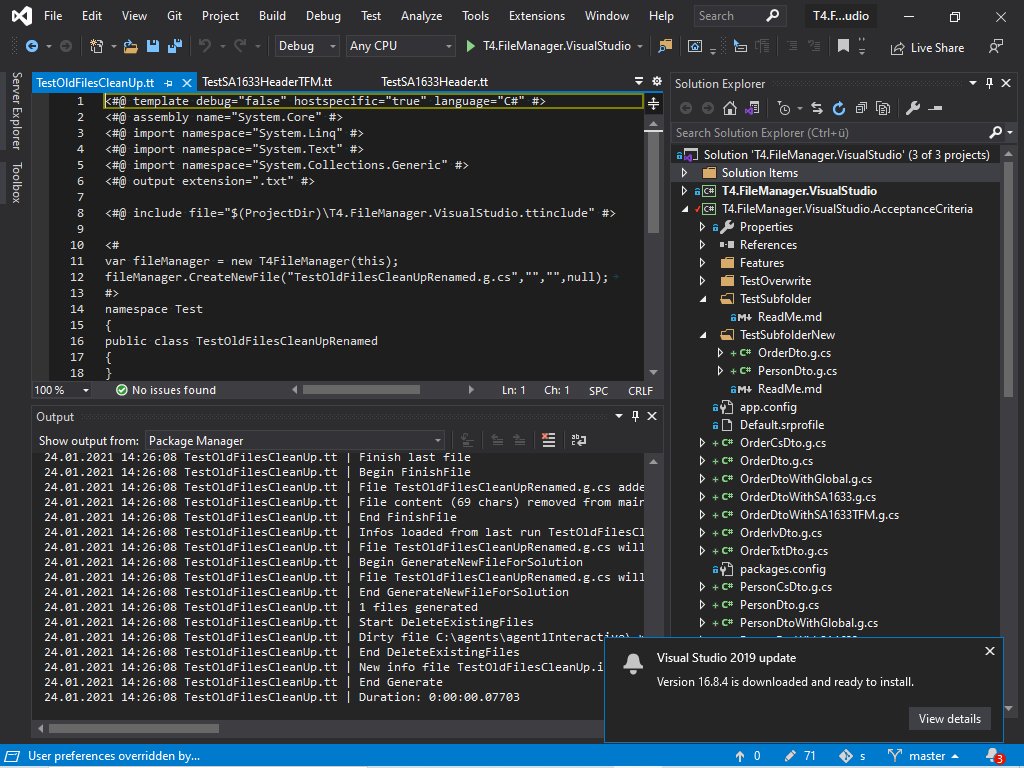 File Edit View Git Project Build Debug Test Analyze Tools Extensions Window Help Search T4.F...udio
Debug Any CPU T4.FileManager.VisualStudio Live Share
Server Explorer
Toolbox
TestOldFilesCleanUp.tt TestSA1633HeaderTFM.tt TestSA1633Header.tt
1 <#@ template debug="false" hostspecific="true" language="C#" #>
2 <#@ assembly name="System.Core" #>
3 <#@ import namespace="System.Linq" #>
4 <#@ import namespace="System.Text" #>
5 <#@ import namespace="System.Collections.Generic" #>
6 <#@ output extension=".txt" #>
7
8 <#@ include file="$(ProjectDir)\T4.FileManager.VisualStudio.ttinclude" #>
9
10 <#
11 var fileManager = new T4FileManager(this);
12 fileManager.CreateNewFile("TestOldFilesCleanUpRenamed.g.cs","","",null);
13 #>
14 namespace Test
15 {
16 public class TestOldFilesCleanUpRenamed
17 {
18 }
100 % No issues found Ln: 1 Ch: 1 SPC CRLF
Output
Show output from: Package Manager
24.01.2021 14:26:08 TestOldFilesCleanUp.tt | Finish last file
24.01.2021 14:26:08 TestOldFilesCleanUp.tt | Begin FinishFile
24.01.2021 14:26:08 TestOldFilesCleanUp.tt | File TestOldFilesCleanUpRenamed.g.cs adde
24.01.2021 14:26:08 TestOldFilesCleanUp.tt | File content (69 chars) removed from main
24.01.2021 14:26:08 TestOldFilesCleanUp.tt | End FinishFile
24.01.2021 14:26:08 TestOldFilesCleanUp.tt | Infos loaded from last run TestOldFilesCl
24.01.2021 14:26:08 TestOldFilesCleanUp.tt | File TestOldFilesCleanUpRenamed.g.cs will
24.01.2021 14:26:08 TestOldFilesCleanUp.tt | Begin GenerateNewFileForSolution
24.01.2021 14:26:08 TestOldFilesCleanUp.tt | File TestOldFilesCleanUpRenamed.g.cs will
24.01.2021 14:26:08 TestOldFilesCleanUp.tt | End GenerateNewFileForSolution
24.01.2021 14:26:08 TestOldFilesCleanUp.tt | 1 files generated
24.01.2021 14:26:08 TestOldFilesCleanUp.tt | Start DeleteExistingFiles
24.01.2021 14:26:08 TestOldFilesCleanUp.tt | Dirty file C:\agents\agent1Interactive\
24.01.2021 14:26:08 TestOldFilesCleanUp.tt | End DeleteExistingFiles
24.01.2021 14:26:08 TestOldFilesCleanUp.tt | New info file TestOldFilesCleanUp.i
24.01.2021 14:26:08 TestOldFilesCleanUp.tt | End Generate
24.01.2021 14:26:08 TestOldFilesCleanUp.tt | Duration: 0:00:00.07703
Solution Explorer
Search Solution Explorer (Ctrl+ü)
Solution 'T4.FileManager.VisualStudio' (3 of 3 projects)
Solution Items
C# T4.FileManager.VisualStudio
C# T4.FileManager.VisualStudio.AcceptanceCriteria
Properties
References
Features
TestOverwrite
TestSubfolder
M+ ReadMe.md
TestSubfolderNew
+ C# OrderDto.g.cs
+ C# PersonDto.g.cs
M+ ReadMe.md
app.config
Default.srprofile
+ C# OrderCsDto.g.cs
+ C# OrderDto.g.cs
+ C# OrderDtoWithGlobal.g.cs
+ C# OrderDtoWithSA1633.g.cs
+ C# OrderDtoWithSA1633TFM.g.cs
+ C# OrderIvDto.g.cs
+ C# OrderTxtDto.g.cs
packages.config
+ C# PersonCsDto.g.cs
+ C# PersonDto.g.cs
+ C# PersonDtoWithGlobal.g.cs
Visual Studio 2019 update
Version 16.8.4 is downloaded and ready to install.
View details
User preferences overridden by... 0 71 s master 3